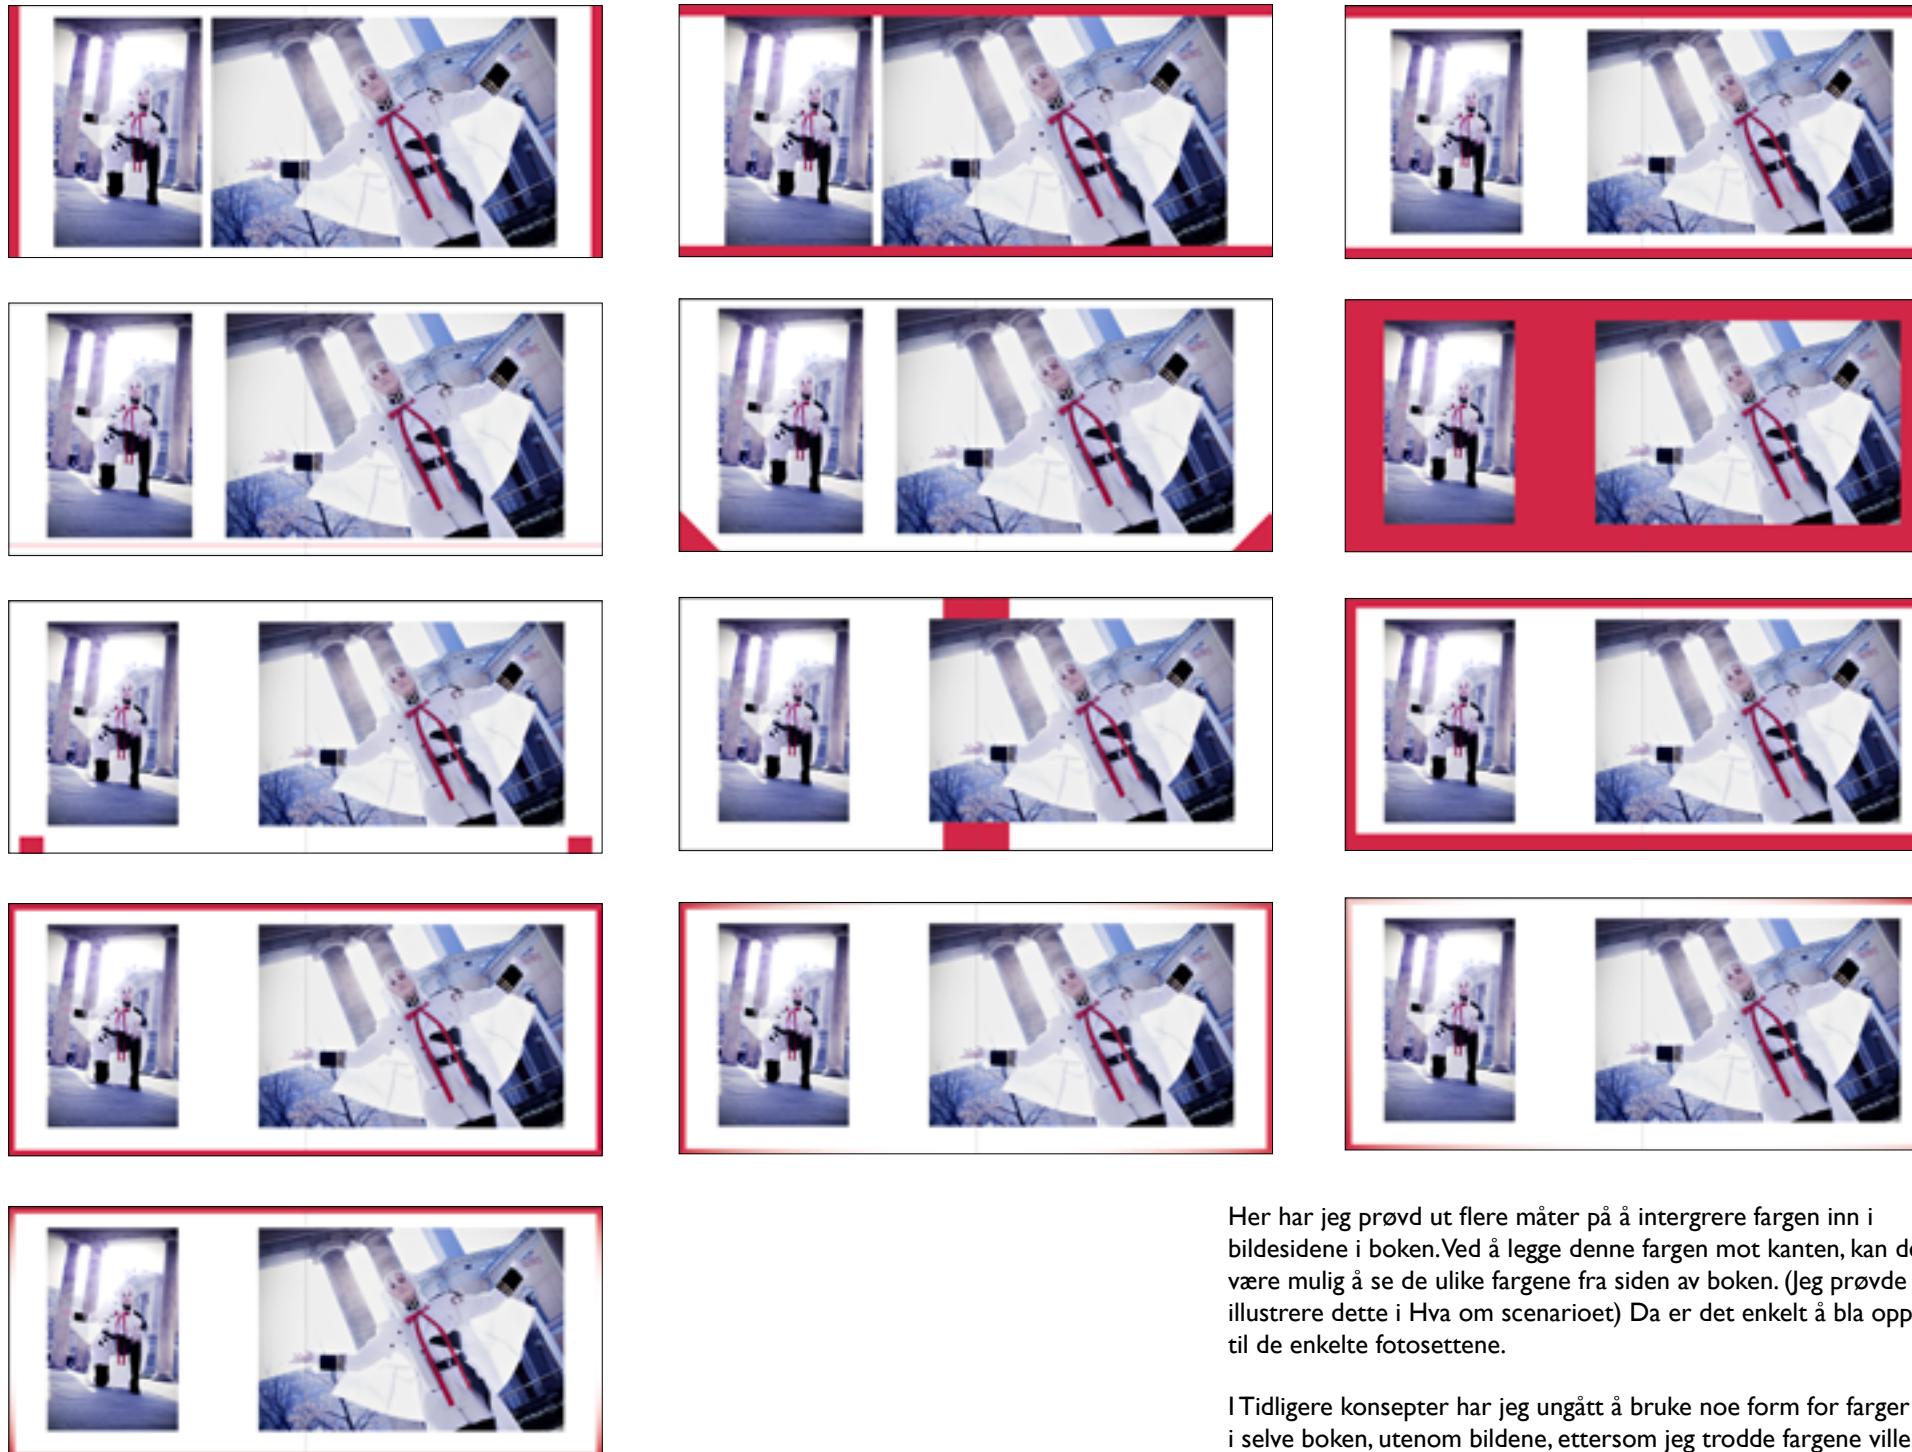 Her har jeg prøvd ut flere måter på å intergrere fargen inn i
bildesidene i boken. Ved å legge denne fargen mot kanten, kan
være mulig å se de ulike fargene fra siden av boken. (Jeg prøvde
illustrere dette i Hva om scenarioet) Da er det enkelt å bla opp
til de enkelte fotosettene.
I Tidligere konsepter har jeg ungått å bruke noe form for farger
i selve boken, utenom bildene, ettersom jeg trodde fargene ville